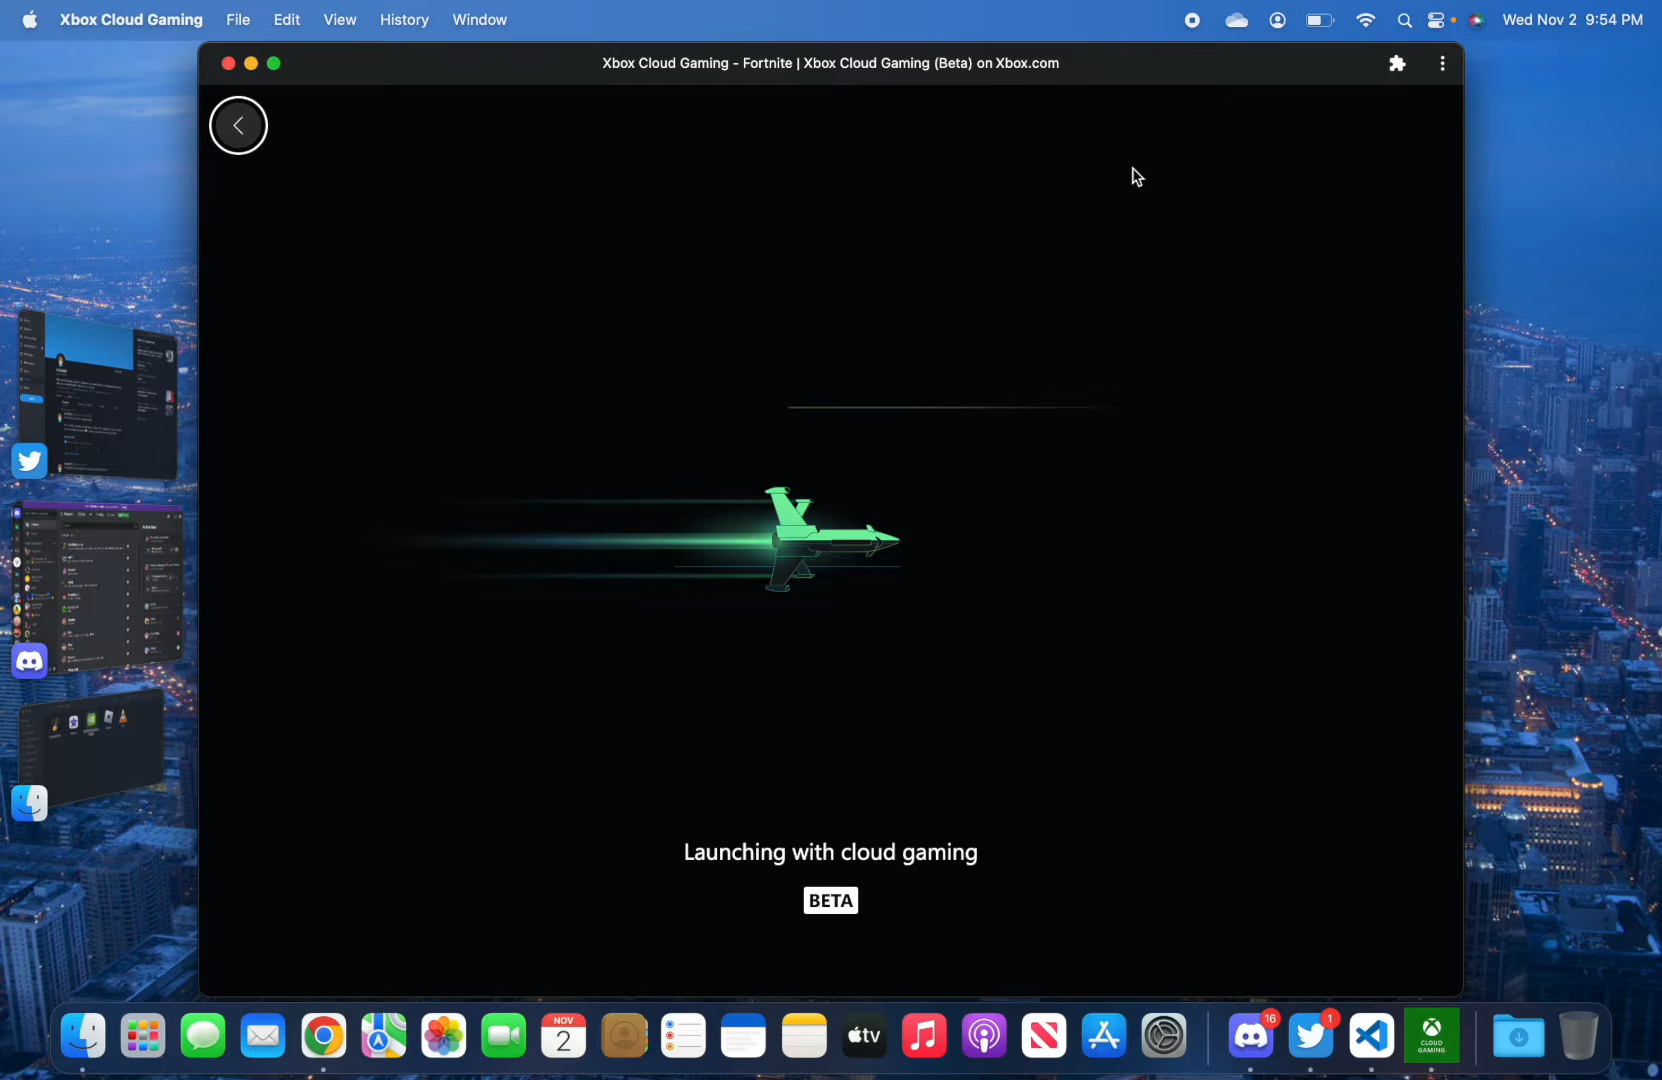 Xbox Cloud Gaming File Edit View History Window
Wed Nov 2 9:54 PM
Xbox Cloud Gaming - Fortnite | Xbox Cloud Gaming (Beta) on Xbox.com
Launching with cloud gaming
BETA
NOV
2
tv
16
1
CLOUD
GAMING